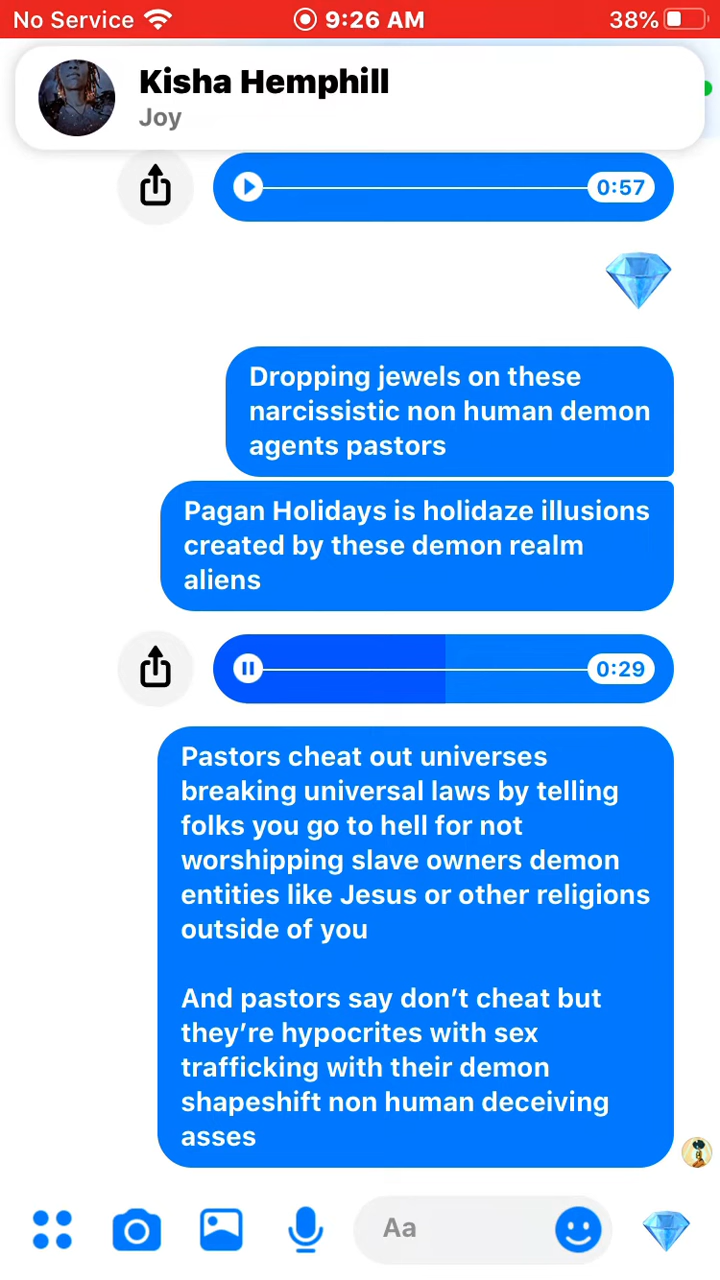 No Service 9:26 AM 38%
Kisha Hemphill
Joy
0:57
Dropping jewels on these
narcissistic non human demon
agents pastors
Pagan Holidays is holidaze illusions
created by these demon realm
aliens
0:29
Pastors cheat out universes
breaking universal laws by telling
folks you go to hell for not
worshipping slave owners demon
entities like Jesus or other religions
outside of you
And pastors say don’t cheat but
they’re hypocrites with sex
trafficking with their demon
shapeshift non human deceiving
asses
Aa